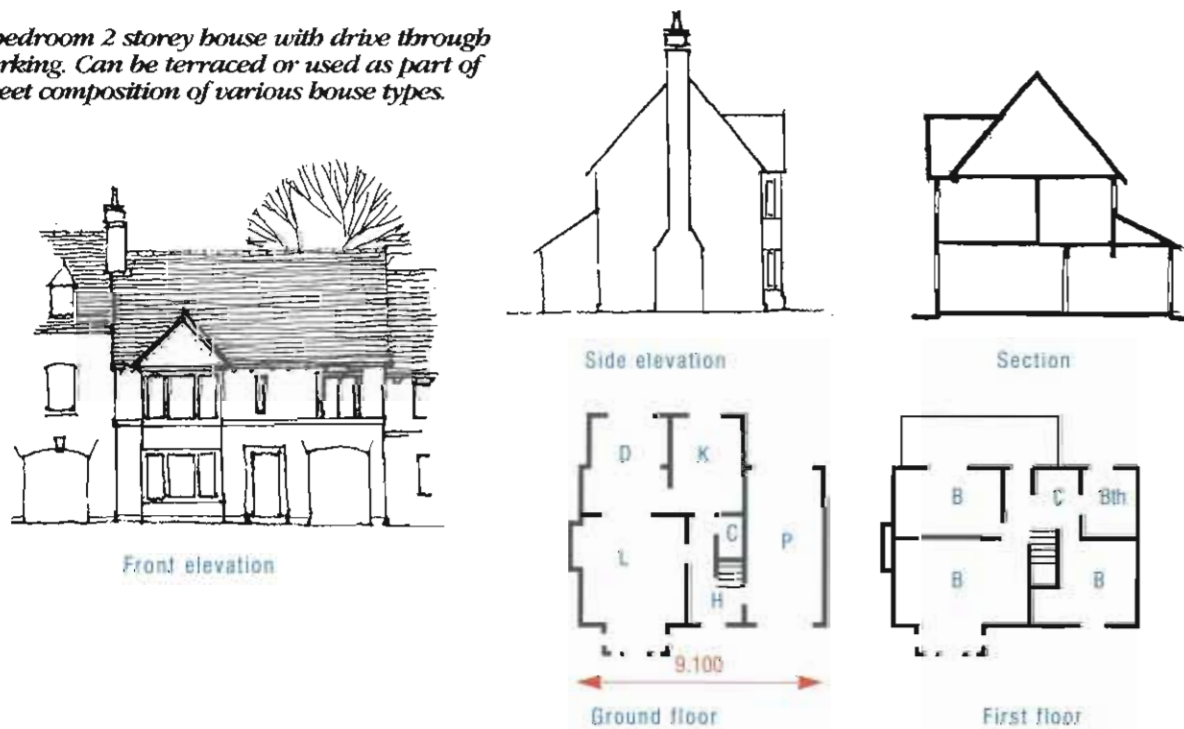 bedroom 2 storey house with drive through
rking. Can be terraced or used as part of
eet composition of various house types.
Front elevation
Side elevation
Section
D
K
C
L
P
H
9.100
Ground floor
B
C
Bth
B
B
First floor